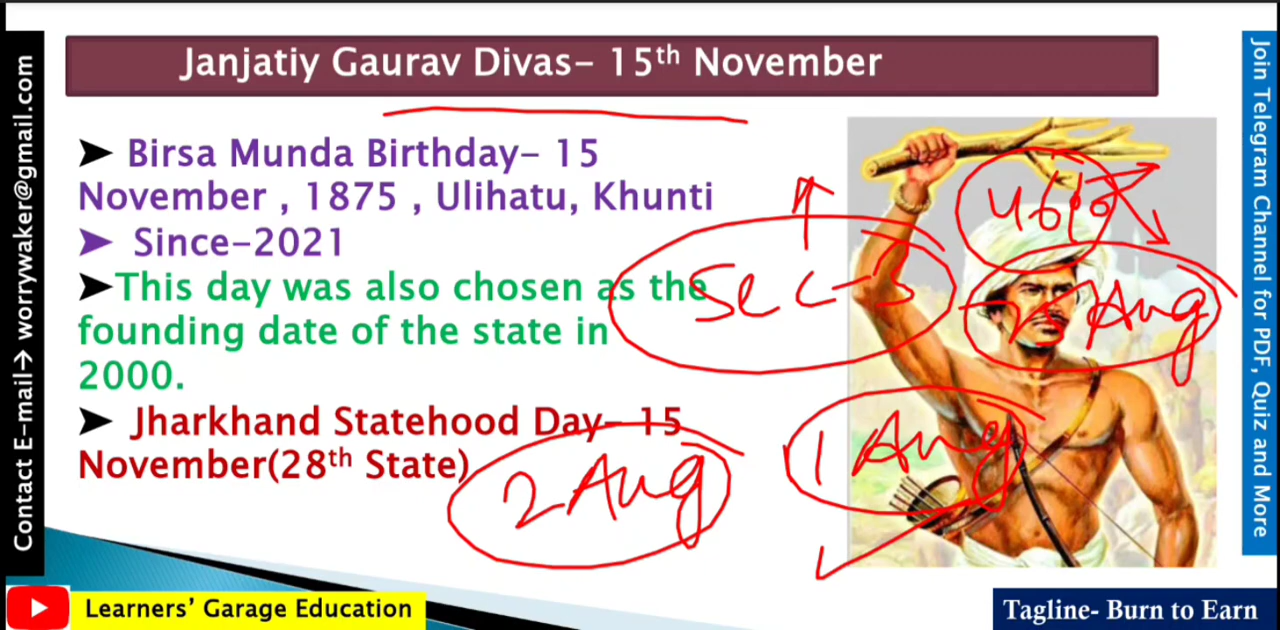 Janjatiy Gaurav Divas- 15th November
➤ Birsa Munda Birthday- 15
November , 1875 , Ulihatu, Khunti
➤ Since-2021
➤This day was also chosen as the
founding date of the state in
2000.
➤ Jharkhand Statehood Day- 15
November(28th State)
Sec-3
Aug
1 Aug
2 Aug
Contact E-mail→ worrywaker@gmail.com
Join Telegram Channel for PDF, Quiz and More
Learners' Garage Education
Tagline- Burn to Earn